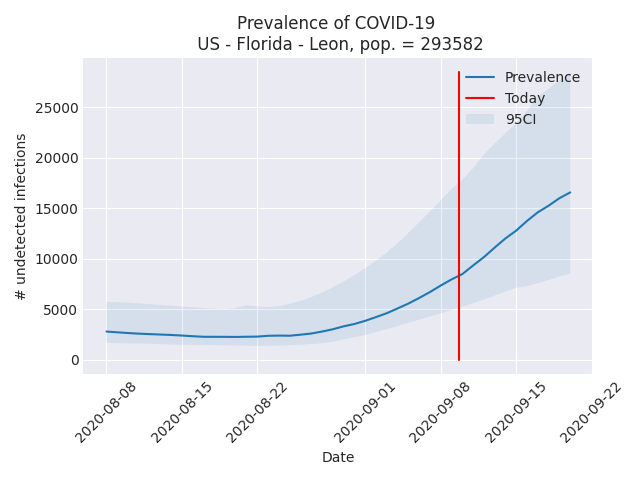 Prevalence of COVID-19
US - Florida - Leon, pop. = 293582
Prevalence
Today
95CI
# undetected infections
25000
20000
15000
10000
5000
0
2020-08-08
2020-08-15
2020-08-22
2020-09-01
2020-09-08
2020-09-15
2020-09-22
Date